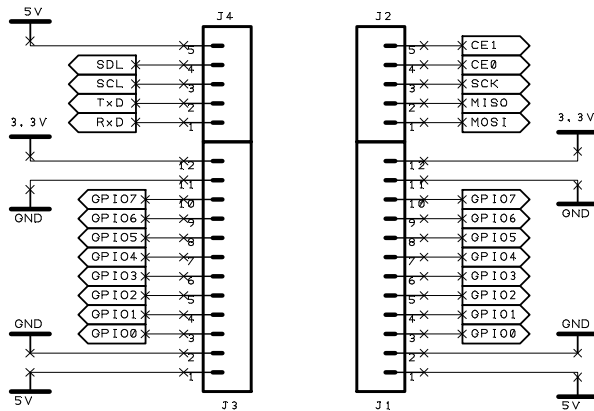 5V
J4
5
SDL
4
SCL
3
TxD
2
RxD
1
3.3V
12
11
GND
GPIO7
10
GPIO6
9
GPIO5
8
GPIO4
7
GPIO3
6
GPIO2
5
GPIO1
4
GPIO0
3
GND
2
1
5V
J3
J2
5
CE1
4
CE0
3
SCK
2
MISO
1
MOSI
3.3V
12
11
GND
10
GPIO7
9
GPIO6
8
GPIO5
7
GPIO4
6
GPIO3
5
GPIO2
4
GPIO1
3
GPIO0
GND
2
1
5V
J1